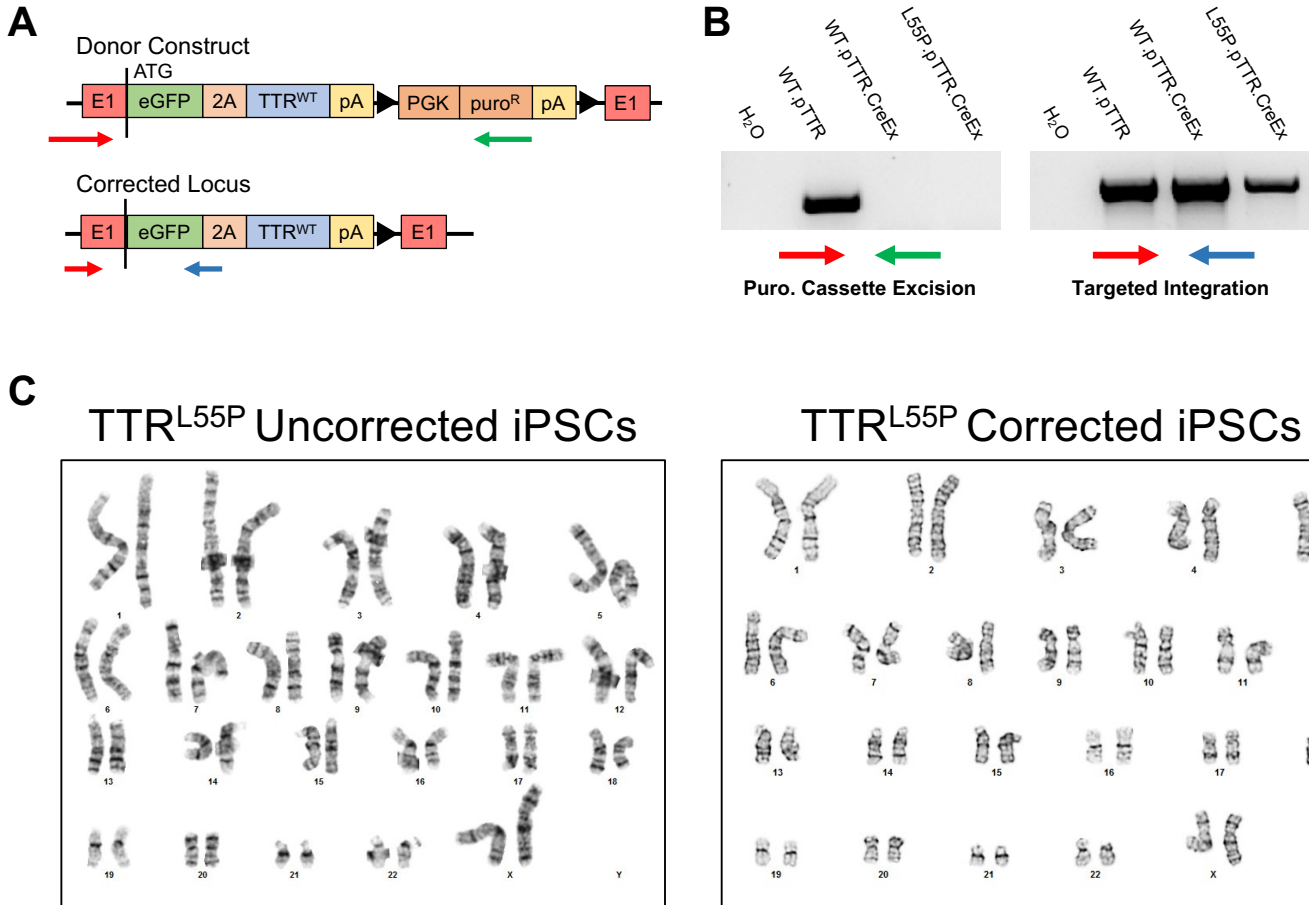 A
Donor Construct
ATG
E1 eGFP 2A TTRᵂᵀ pA PGK puroᴿ pA E1
Corrected Locus
E1 eGFP 2A TTRᵂᵀ pA E1
B
H₂O WT.pTTR WT.pTTR.CreEx L55P.pTTR.CreEx
Puro. Cassette Excision
H₂O WT.pTTR WT.pTTR.CreEx L55P.pTTR.CreEx
Targeted Integration
C
TTRᴸ⁵⁵ᴾ Uncorrected iPSCs
1 2 3 4 5
6 7 8 9 10 11 12
13 14 15 16 17 18
19 20 21 22 X Y
TTRᴸ⁵⁵ᴾ Corrected iPSCs
1 2 3 4
6 7 8 9 10 11
13 14 15 16 17
19 20 21 22 X